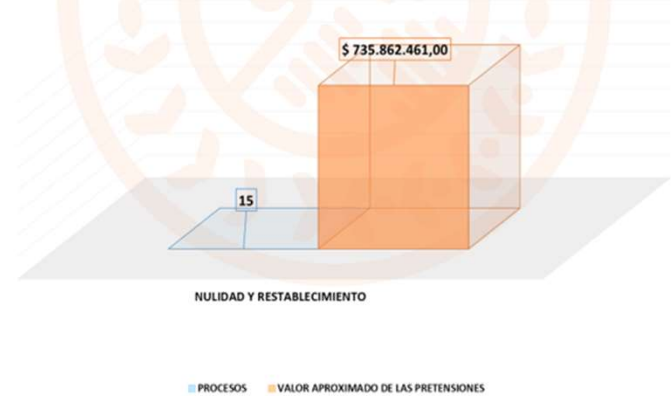 $ 735.862.461,00
15
NULIDAD Y RESTABLECIMIENTO
PROCESOS VALOR APROXIMADO DE LAS PRETENSIONES